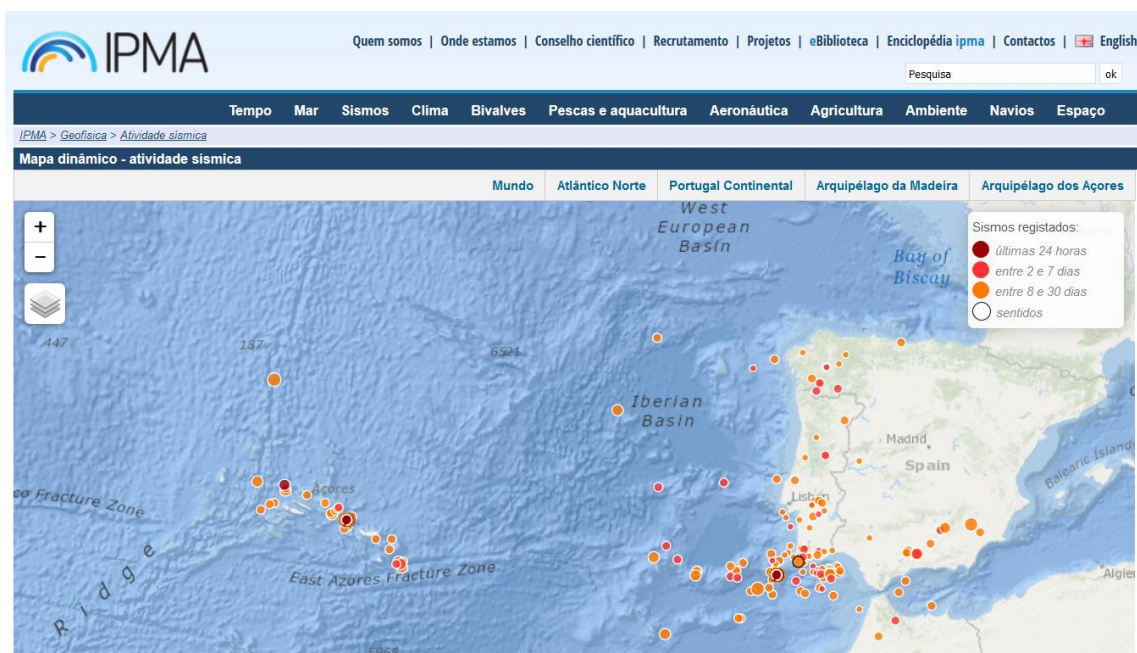 IPMA
Quem somos | Onde estamos | Conselho científico | Recrutamento | Projetos | eBiblioteca | Enciclopédia ipma | Contactos | English
Pesquisa
ok
Tempo Mar Sismos Clima Bivalves Pescas e aquacultura Aeronáutica Agricultura Ambiente Navios Espaço
IPMA > Geofísica > Atividade sísmica
Mapa dinâmico - atividade sísmica
Mundo Atlântico Norte Portugal Continental Arquipélago da Madeira Arquipélago dos Açores
+
−
West
European
Basin
Bay of
Biscay
Sismos registados:
últimas 24 horas
entre 2 e 7 dias
entre 8 e 30 dias
sentidos
447
187
6521
Iberian
Basin
Madrid
Spain
Balearic Islands
Açores
Fracture Zone
East Azores Fracture Zone
Ridge